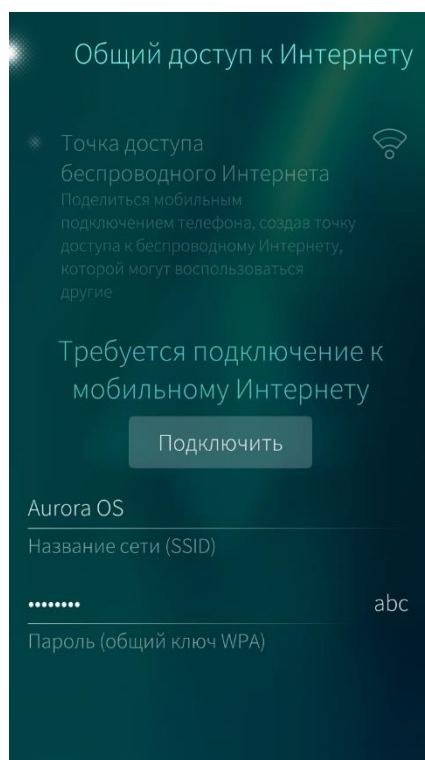 Общий доступ к Интернету
Точка доступа
беспроводного Интернета
Поделиться мобильным
подключением телефона, создав точку
доступа к беспроводному Интернету,
которой могут воспользоваться
другие
Требуется подключение к
мобильному Интернету
Подключить
Aurora OS
Название сети (SSID)
•••••••• abc
Пароль (общий ключ WPA)